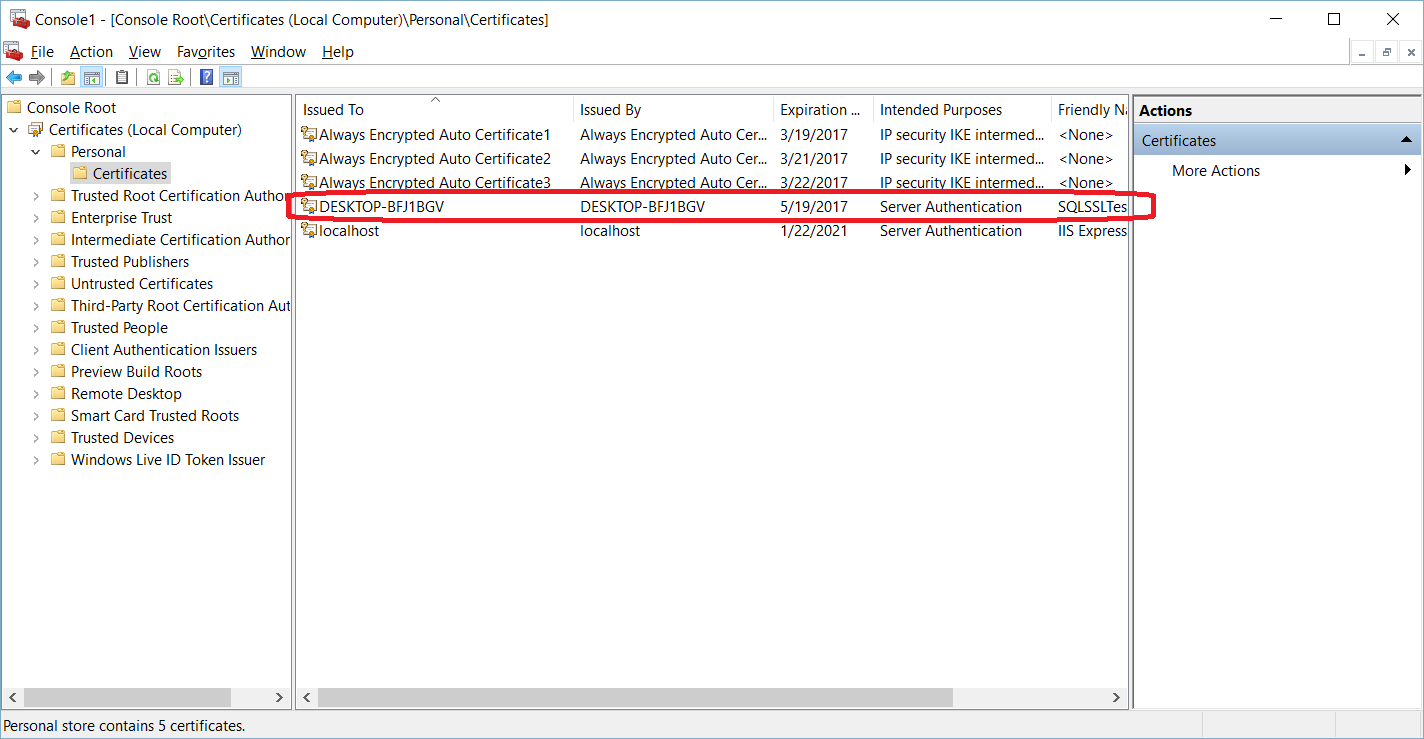 Console1 - [Console Root\Certificates (Local Computer)\Personal\Certificates]
File Action View Favorites Window Help
Console Root
Certificates (Local Computer)
Personal
Certificates
Trusted Root Certification Author
Enterprise Trust
Intermediate Certification Author
Trusted Publishers
Untrusted Certificates
Third-Party Root Certification Aut
Trusted People
Client Authentication Issuers
Preview Build Roots
Remote Desktop
Smart Card Trusted Roots
Trusted Devices
Windows Live ID Token Issuer
Issued To Issued By Expiration ... Intended Purposes Friendly Na
Always Encrypted Auto Certificate1 Always Encrypted Auto Cer... 3/19/2017 IP security IKE intermed... <None>
Always Encrypted Auto Certificate2 Always Encrypted Auto Cer... 3/21/2017 IP security IKE intermed... <None>
Always Encrypted Auto Certificate3 Always Encrypted Auto Cer... 3/22/2017 IP security IKE intermed... <None>
DESKTOP-BFJ1BGV DESKTOP-BFJ1BGV 5/19/2017 Server Authentication SQLSSLTes
localhost localhost 1/22/2021 Server Authentication IIS Express
Actions
Certificates
More Actions
Personal store contains 5 certificates.